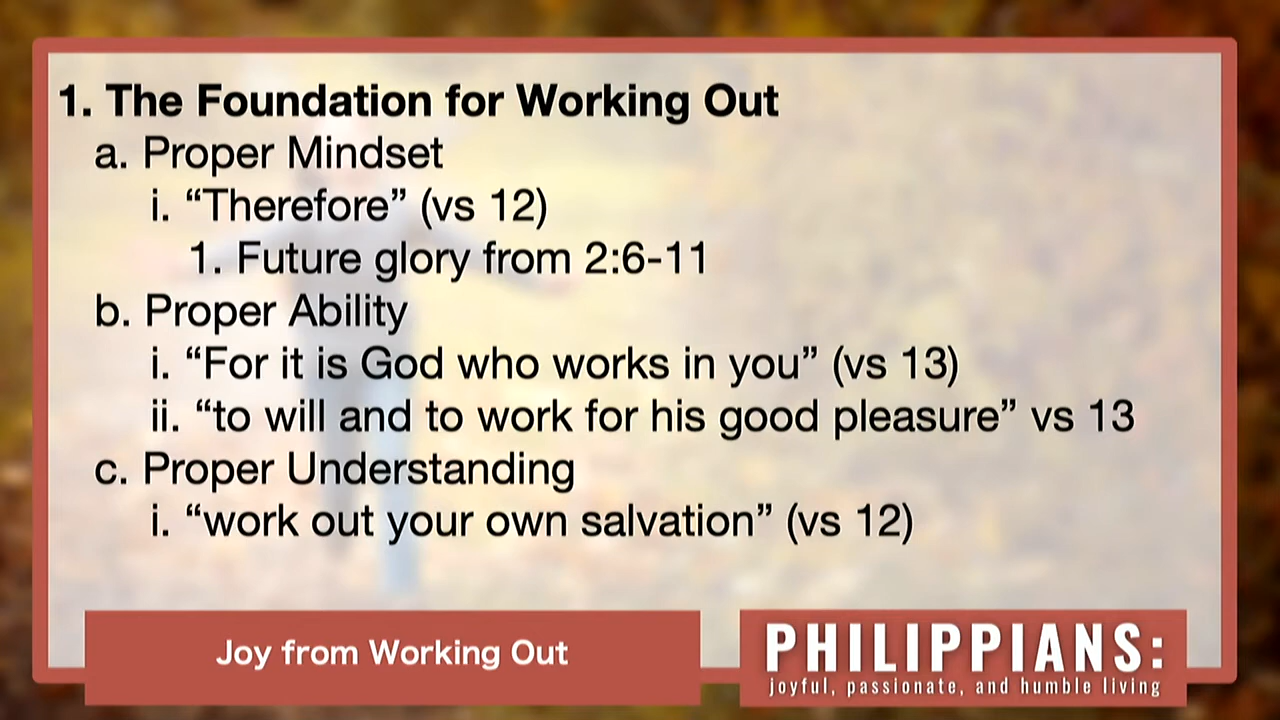 1. The Foundation for Working Out
a. Proper Mindset
i. “Therefore” (vs 12)
1. Future glory from 2:6-11
b. Proper Ability
i. “For it is God who works in you” (vs 13)
ii. “to will and to work for his good pleasure” vs 13
c. Proper Understanding
i. “work out your own salvation” (vs 12)
Joy from Working Out
PHILIPPIANS:
joyful, passionate, and humble living